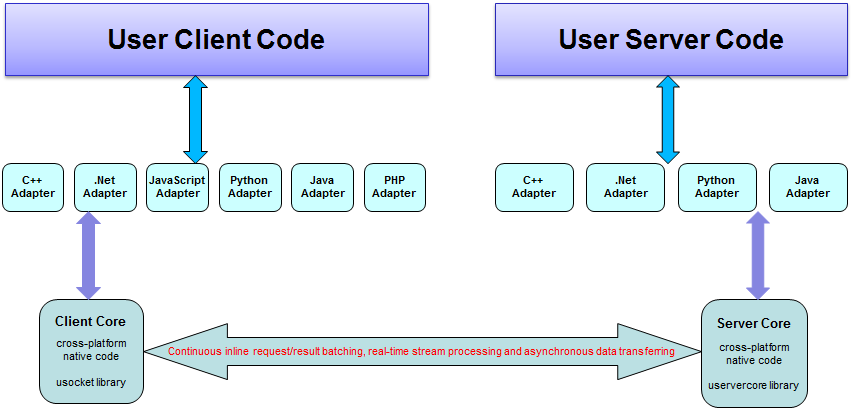 User Client Code
User Server Code
C++
Adapter
.Net
Adapter
JavaScript
Adapter
Python
Adapter
Java
Adapter
PHP
Adapter
C++
Adapter
.Net
Adapter
Python
Adapter
Java
Adapter
Client Core
cross-platform
native code
usocket library
Continuous inline request/result batching, real-time stream processing and asynchronous data transferring
Server Core
cross-platform
native code
uservercore library